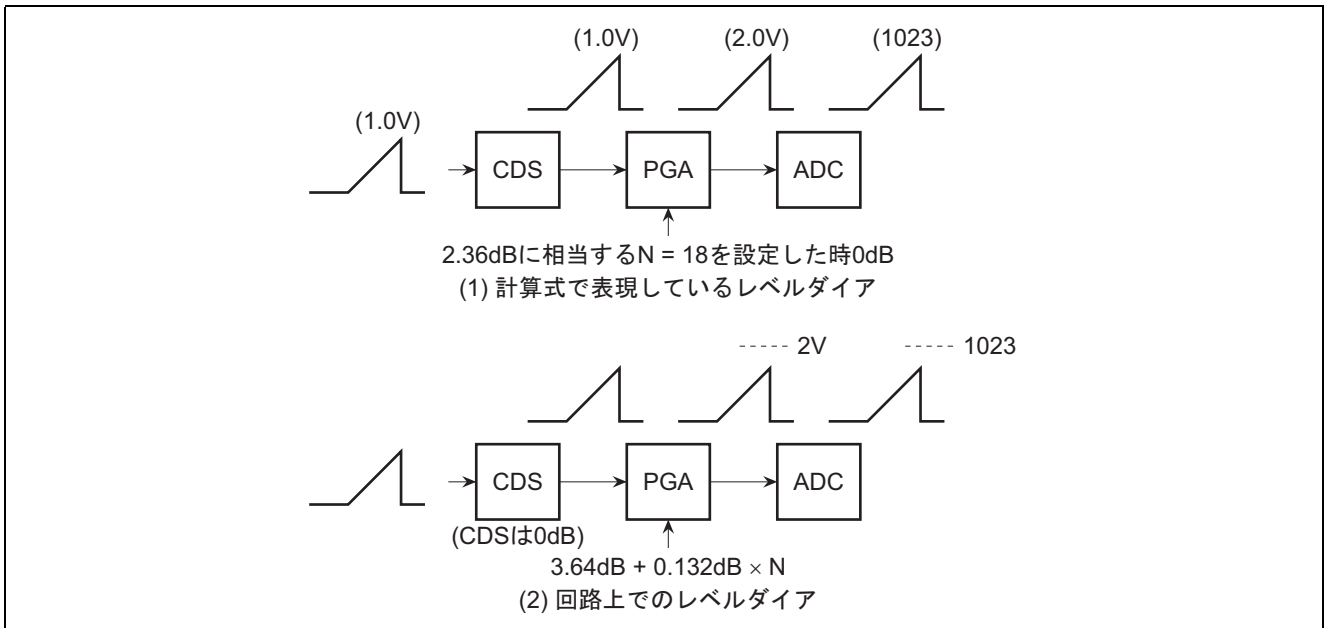 (1.0V) (2.0V) (1023)
(1.0V)
CDS PGA ADC
2.36dBに相当するN = 18を設定した時0dB
(1) 計算式で表現しているレベルダイア
----- 2V ----- 1023
CDS PGA ADC
(CDSは0dB)
3.64dB + 0.132dB × N
(2) 回路上でのレベルダイア